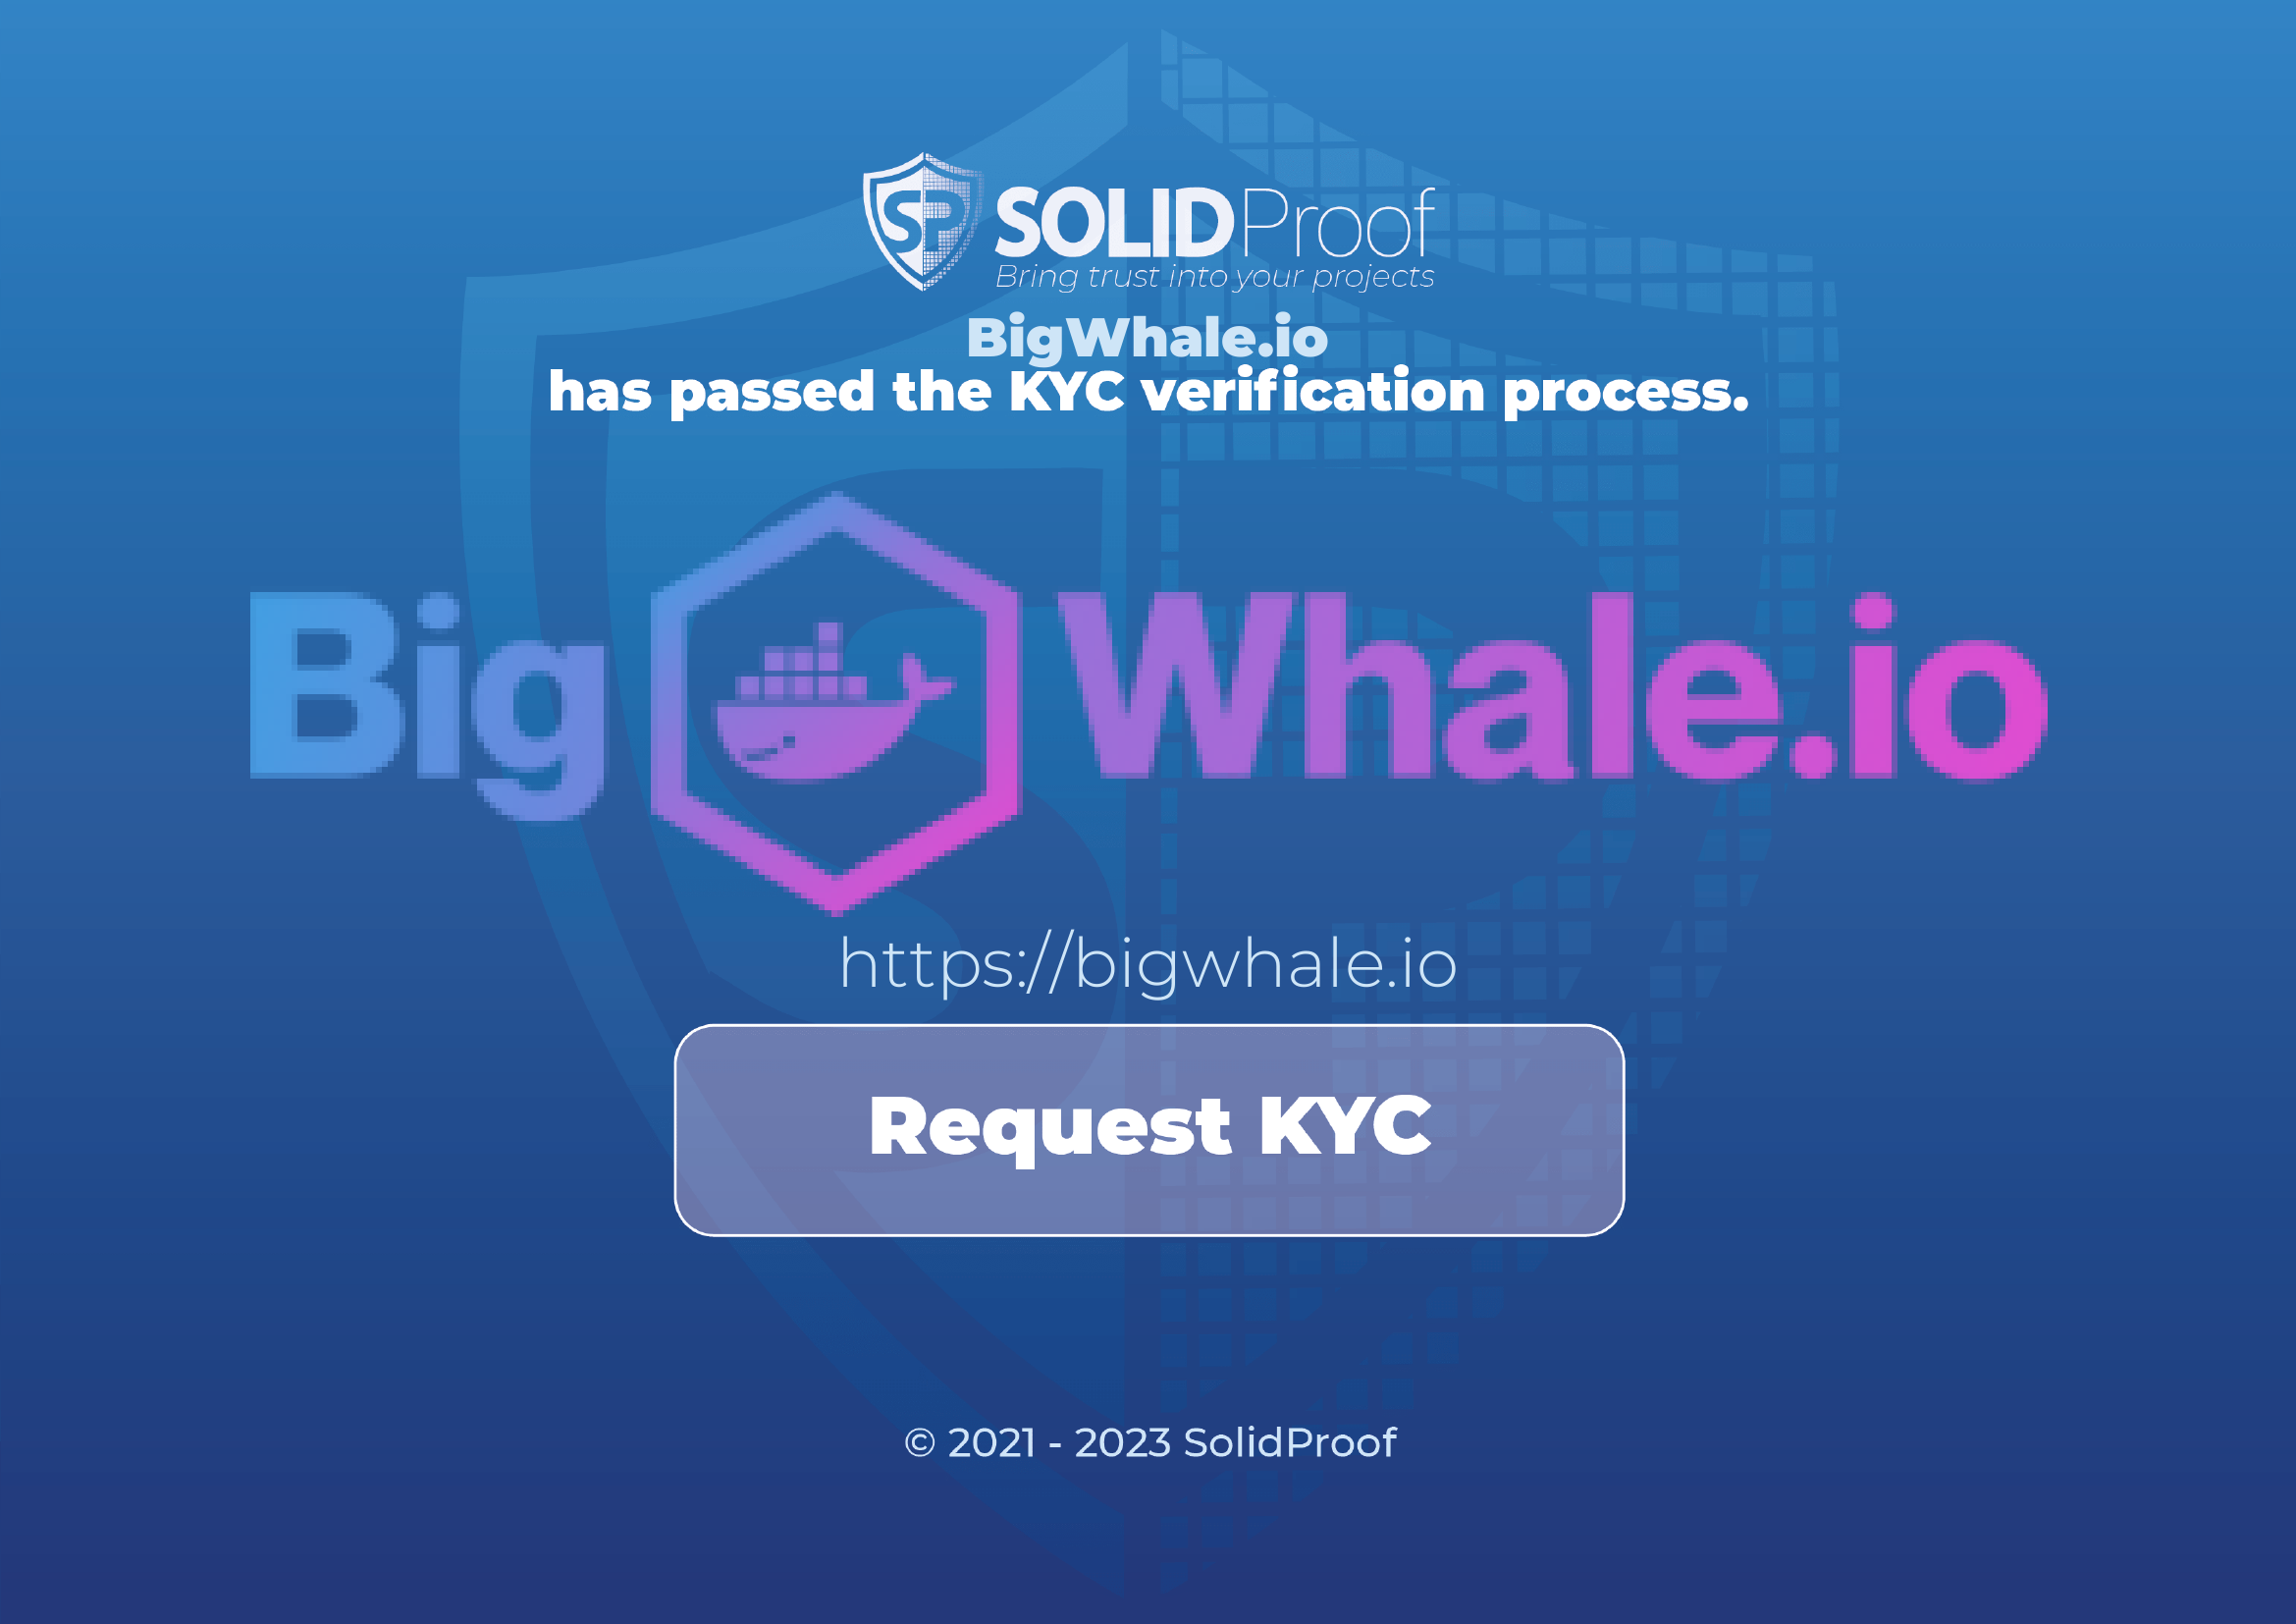 SP SOLIDProof
Bring trust into your projects
BigWhale.io
has passed the KYC verification process.
Big Whale.io
https://bigwhale.io
Request KYC
© 2021 - 2023 SolidProof